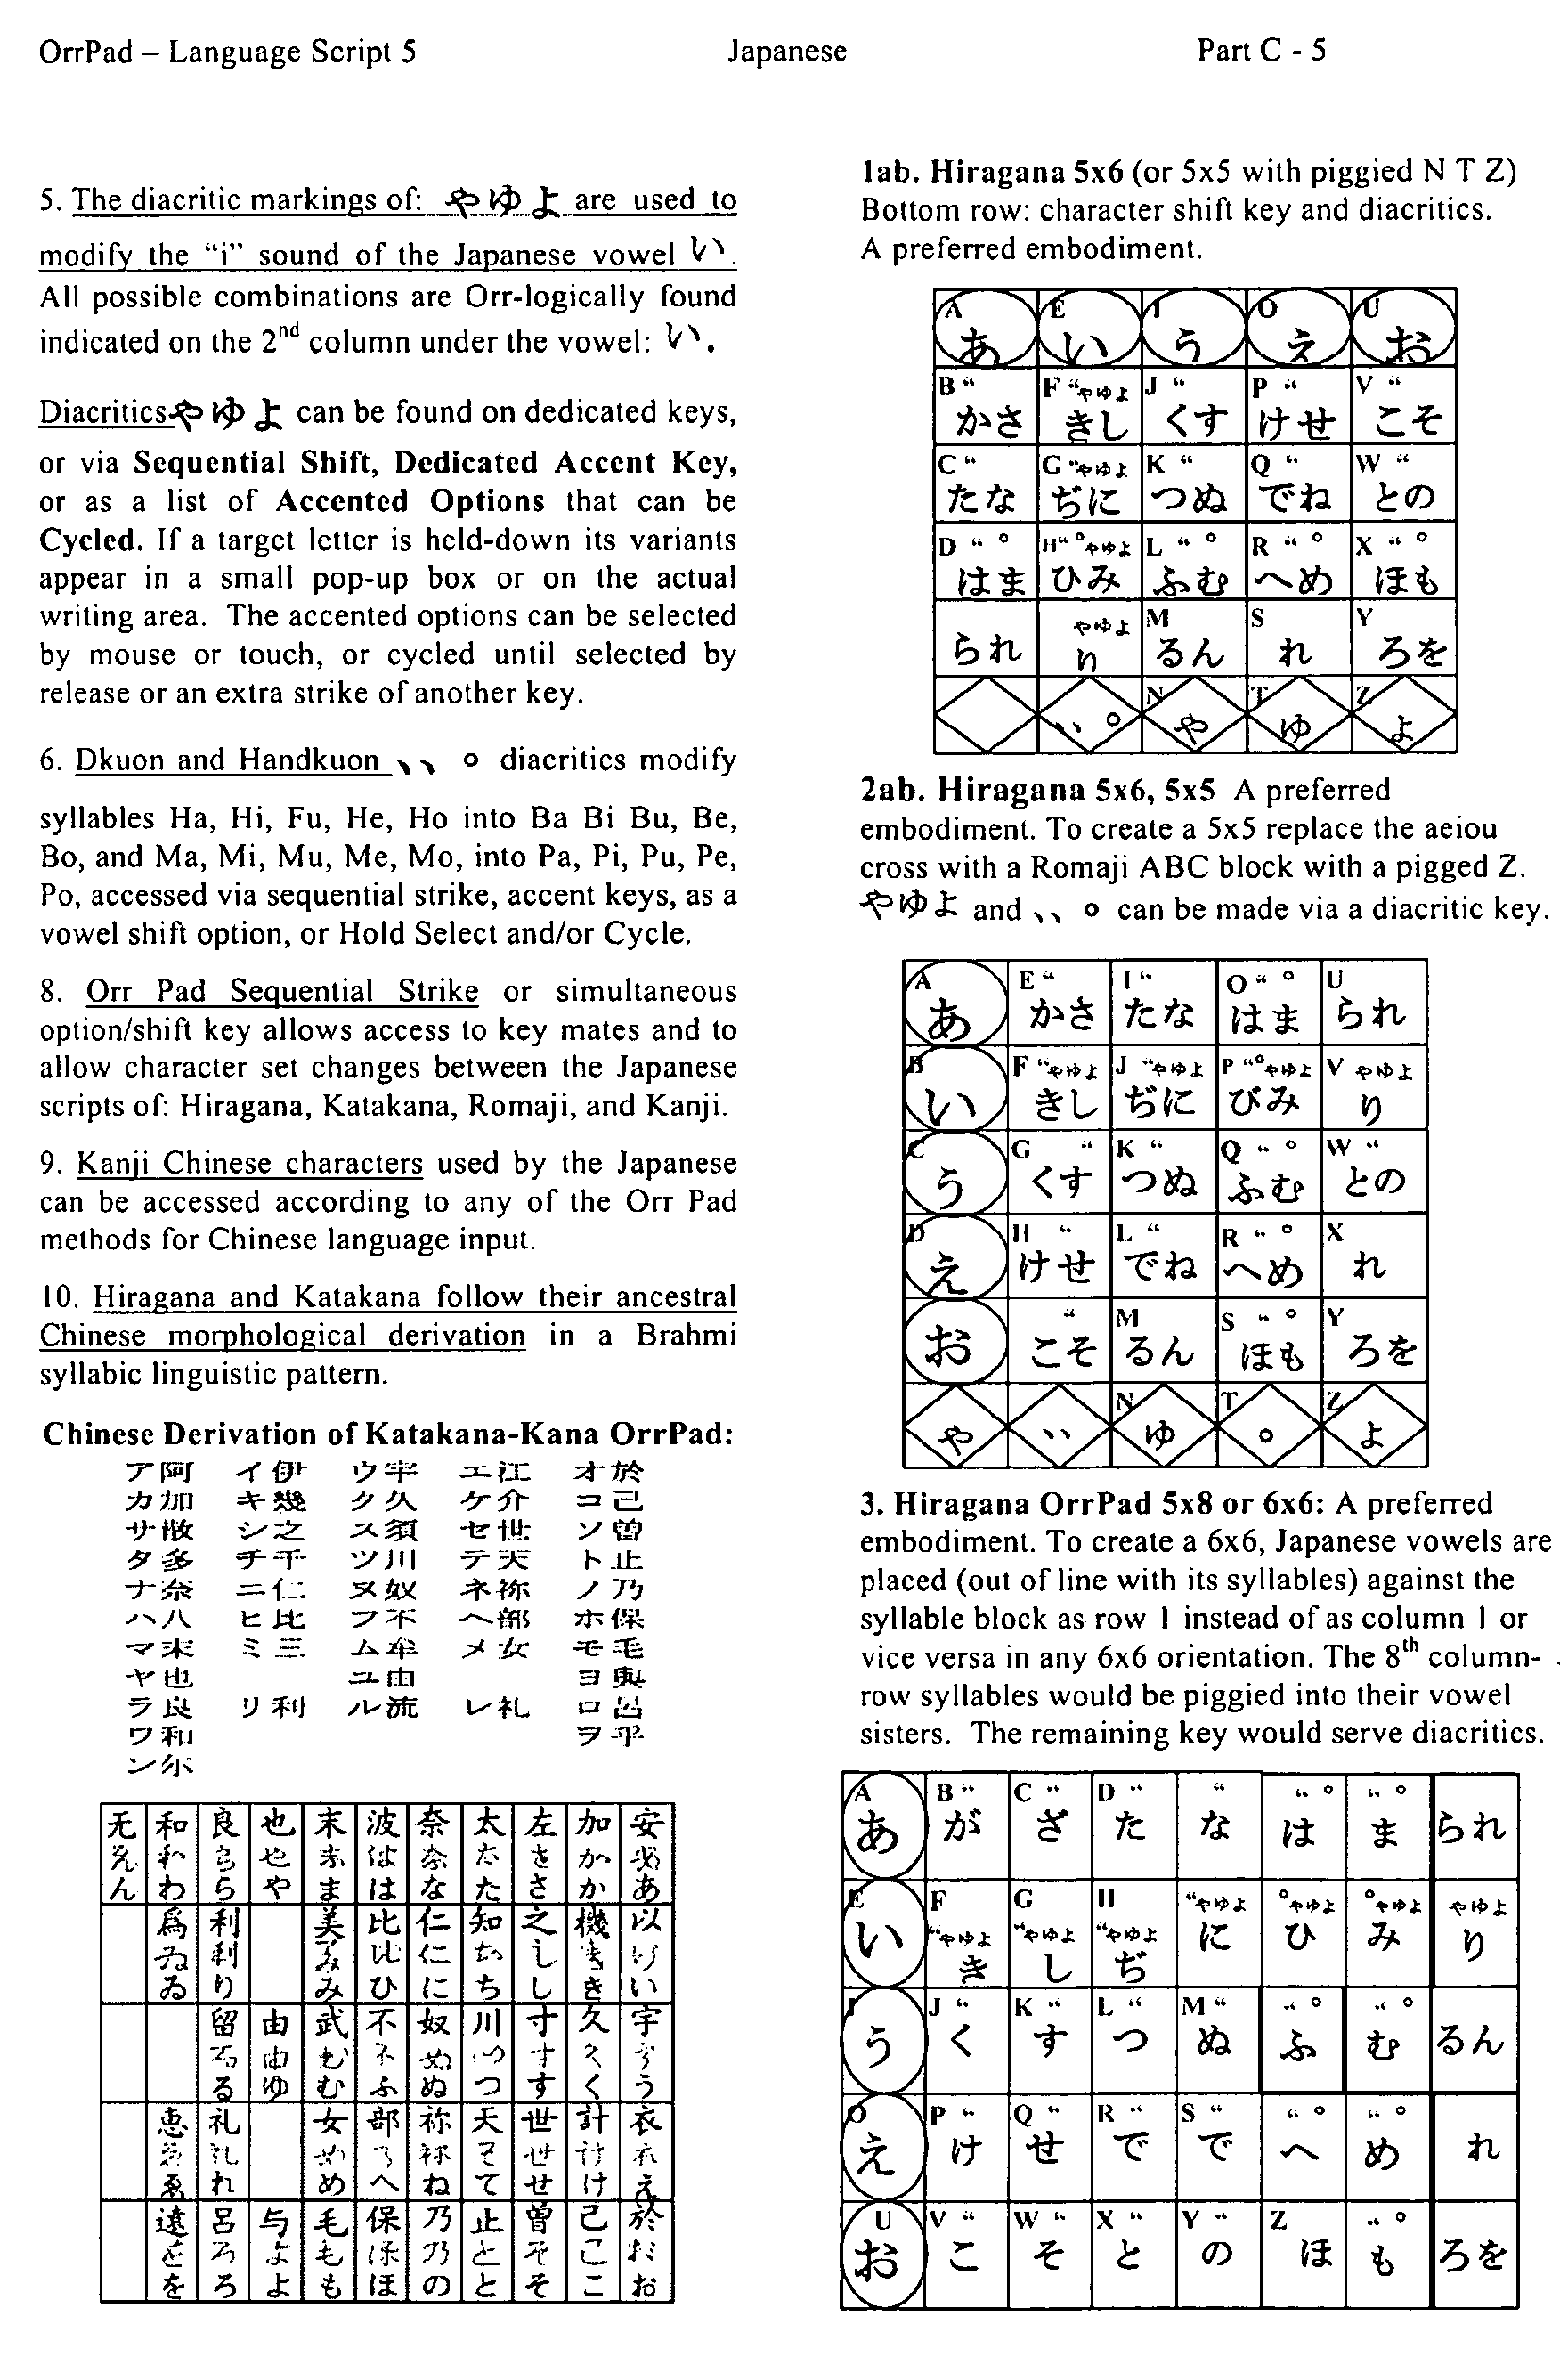 OrrPad – Language Script 5 Japanese Part C - 5
5. The diacritic markings of: やゆよ are used to
modify the “i” sound of the Japanese vowel い.
All possible combinations are Orr-logically found
indicated on the 2nd column under the vowel: い.
Diacriticsやゆよ can be found on dedicated keys,
or via Sequential Shift, Dedicated Accent Key,
or as a list of Accented Options that can be
Cycled. If a target letter is held-down its variants
appear in a small pop-up box or on the actual
writing area. The accented options can be selected
by mouse or touch, or cycled until selected by
release or an extra strike of another key.
6. Dkuon and Handkuon 、、 ° diacritics modify
syllables Ha, Hi, Fu, He, Ho into Ba Bi Bu, Be,
Bo, and Ma, Mi, Mu, Me, Mo, into Pa, Pi, Pu, Pe,
Po, accessed via sequential strike, accent keys, as a
vowel shift option, or Hold Select and/or Cycle.
8. Orr Pad Sequential Strike or simultaneous
option/shift key allows access to key mates and to
allow character set changes between the Japanese
scripts of: Hiragana, Katakana, Romaji, and Kanji.
9. Kanji Chinese characters used by the Japanese
can be accessed according to any of the Orr Pad
methods for Chinese language input.
10. Hiragana and Katakana follow their ancestral
Chinese morphological derivation in a Brahmi
syllabic linguistic pattern.
Chinese Derivation of Katakana-Kana OrrPad:
ア阿 イ伊 ウ宇 エ江 オ於
カ加 キ幾 ク久 ケ介 コ己
サ散 シ之 ス須 セ世 ソ曽
タ多 チ千 ツ川 テ天 ト止
ナ奈 ニ仁 ヌ奴 ネ祢 ノ乃
ハ八 ヒ比 フ不 ヘ部 ホ保
マ末 ミ三 ム牟 メ女 モ毛
ヤ也 ユ由 ヨ與
ラ良 リ利 ル流 レ礼 ロ呂
ワ和 ヲ乎
ン尓
无 和 良 也 末 波 奈 太 左 加 安
ん わ ら や ま は な た さ か あ
爲 利 美 比 仁 知 之 機 以
ゐ り み ひ に ち し き い
留 由 武 不 奴 川 寸 久 宇
る ゆ む ふ ぬ つ す く う
恵 礼 女 部 祢 天 世 計 衣
ゑ れ め へ ね て せ け え
遠 呂 与 毛 保 乃 止 曽 己 於
を ろ よ も ほ の と そ こ お
1ab. Hiragana 5x6 (or 5x5 with piggied N T Z)
Bottom row: character shift key and diacritics.
A preferred embodiment.
A E I O U
あ い う え お
B “ F “やゆよ J “ P “ V “
かさ きし くす けせ こそ
C “ G “やゆよ K “ Q “ W “
たな ぢに つぬ でね との
D “ ° H “ °やゆよ L “ ° R “ ° X “ °
はま ひみ ふむ へめ ほも
やゆよ M S Y
られ り るん れ ろを
N T Z
、、 ° や ゆ よ
2ab. Hiragana 5x6, 5x5 A preferred
embodiment. To create a 5x5 replace the aeiou
cross with a Romaji ABC block with a pigged Z.
やゆよ and 、、 ° can be made via a diacritic key.
A E “ I “ O “ ° U
あ かさ たな はま られ
B F “やゆよ J “やゆよ P “°やゆよ V やゆよ
い きし ぢに びみ り
C G “ K “ Q “ ° W “
う くす つぬ ふむ との
D H “ L “ R “ ° X
え けせ でね へめ れ
“ M S “ ° Y
お こそ るん ほも ろを
N T Z
や 、、 ゆ ° よ
3. Hiragana OrrPad 5x8 or 6x6: A preferred
embodiment. To create a 6x6, Japanese vowels are
placed (out of line with its syllables) against the
syllable block as row 1 instead of as column 1 or
vice versa in any 6x6 orientation. The 8th column-
row syllables would be piggied into their vowel
sisters. The remaining key would serve diacritics.
A B “ C “ D “ “ “ ° “ °
あ が ざ た な は ま られ
E F G H “やゆよ °やゆよ °やゆよ やゆよ
“やゆよ “やゆよ “やゆよ
い き し ぢ に ひ み り
I J “ K “ L “ M “ “ ° “ °
う く す つ ぬ ふ む るん
O P “ Q “ R “ S “ “ ° “ °
え け せ で で へ め れ
U V “ W “ X “ Y “ Z “ °
お こ そ と の ほ も ろを